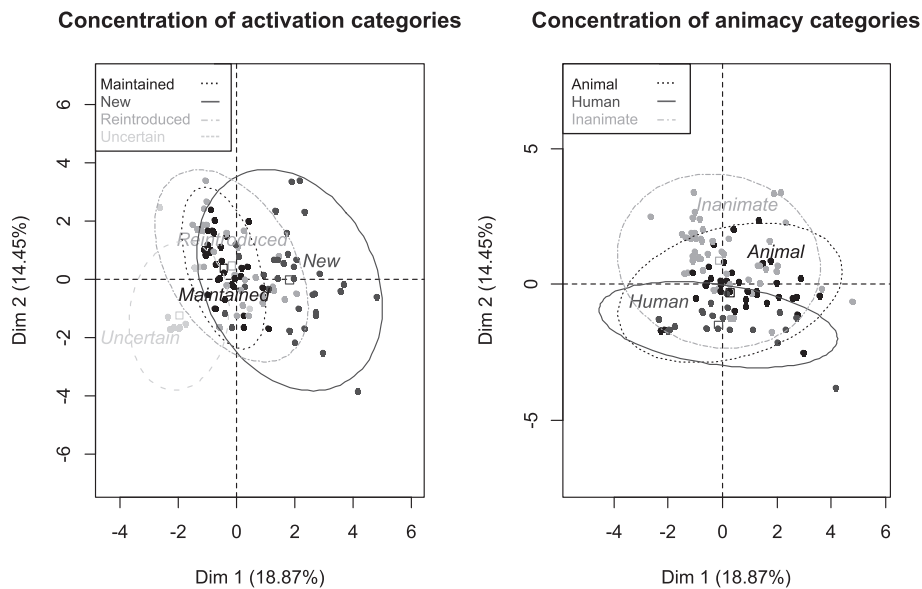 Concentration of activation categories
Maintained
New
Reintroduced
Uncertain
6
4
2
0
-2
-4
-6
Dim 2 (14.45%)
Reintroduced
New
Maintained
Uncertain
-4 -2 0 2 4 6
Dim 1 (18.87%)
Concentration of animacy categories
Animal
Human
Inanimate
5
0
-5
Dim 2 (14.45%)
Inanimate
Animal
Human
-4 -2 0 2 4 6
Dim 1 (18.87%)